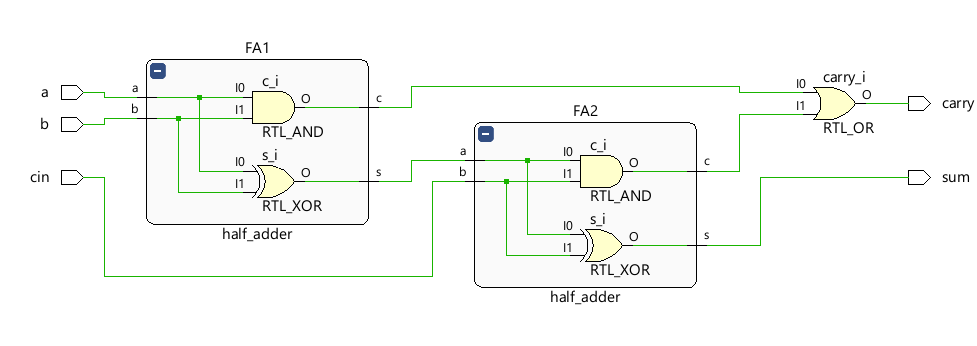 FA1
a
a
b
b
cin
c_i
I0
I1
O
RTL_AND
c
s_i
I0
I1
O
RTL_XOR
s
half_adder
FA2
a
b
c_i
I0
I1
O
RTL_AND
c
s_i
I0
I1
O
RTL_XOR
s
half_adder
carry_i
I0
I1
O
RTL_OR
carry
sum